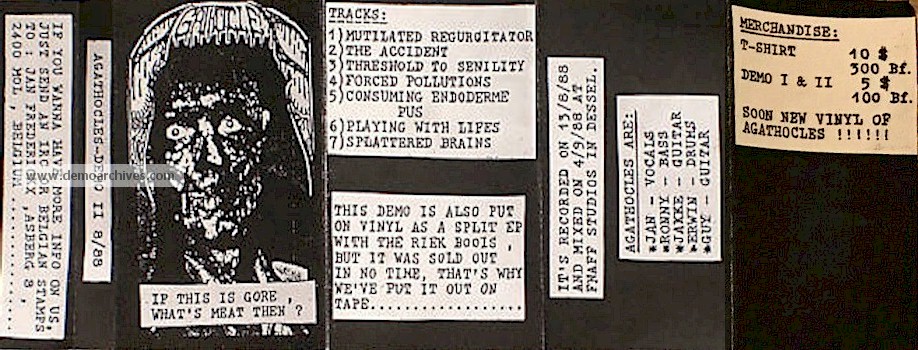 IF YOU WANNA HAVE MORE INFO ON US,
JUST SEND AN IRC OR BELGIAN STAMPS
TO : JAN FREDERICKX ,ASBERG 8 ,
2400 MOL , BELGIUM..........
AGATHOCLES-DEMO II 8/88
www.demoarchives.com
AGATHOCLES
IF THIS IS GORE ,
WHAT'S MEAT THEN ?
TRACKS:
1)MUTILATED REGURGITATOR
2)THE ACCIDENT
3)THRESHOLD TO SENILITY
4)FORCED POLLUTIONS
5)CONSUMING ENDODERME
PUS
6)PLAYING WITH LIFES
7)SPLATTERED BRAINS
THIS DEMO IS ALSO PUT
ON VINYL AS A SPLIT EP
WITH THE RIEK BOOIS ,
BUT IT WAS SOLD OUT
IN NO TIME, THAT'S WHY
WE'VE PUT IT OUT ON
TAPE...................
IT'S RECORDED ON 13/8/88
AND MIXED ON 4/9/88 AT
FNAFF STUDIOS IN DESSEL.
AGATHOCLES ARE:
*JAN - VOCALS
*RONNY - BASS
*JAKKE - GUITAR
*ERWIN - DRUMS
*GUY - GUITAR
MERCHANDISE:
T-SHIRT 10 $
300 Bf.
DEMO I & II 5 $
100 Bf.
SOON NEW VINYL OF
AGATHOCLES !!!!!!